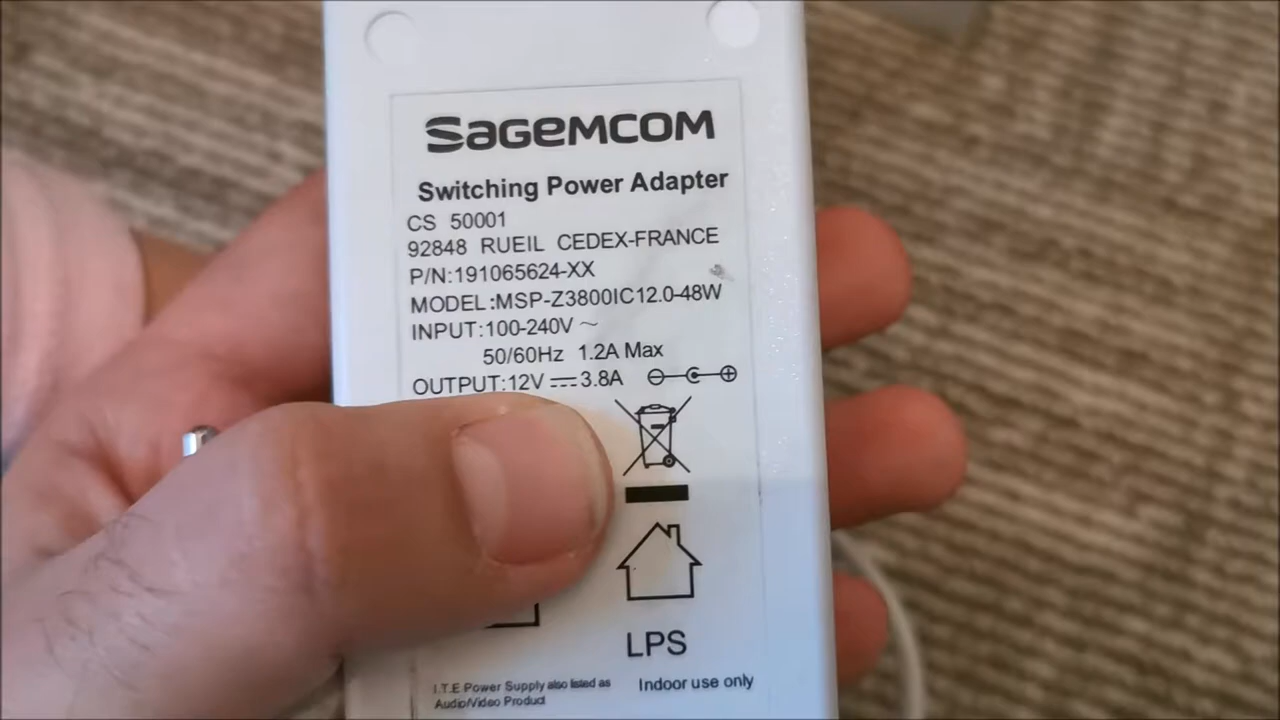 SAGEMCOM
Switching Power Adapter
CS 50001
92848 RUEIL CEDEX-FRANCE
P/N:191065624-XX
MODEL:MSP-Z3800IC12.0-48W
INPUT:100-240V ~
50/60Hz 1.2A Max
OUTPUT:12V ⎓ 3.8A
LPS
I.T.E Power Supply also listed as
Audio/Video Product
Indoor use only